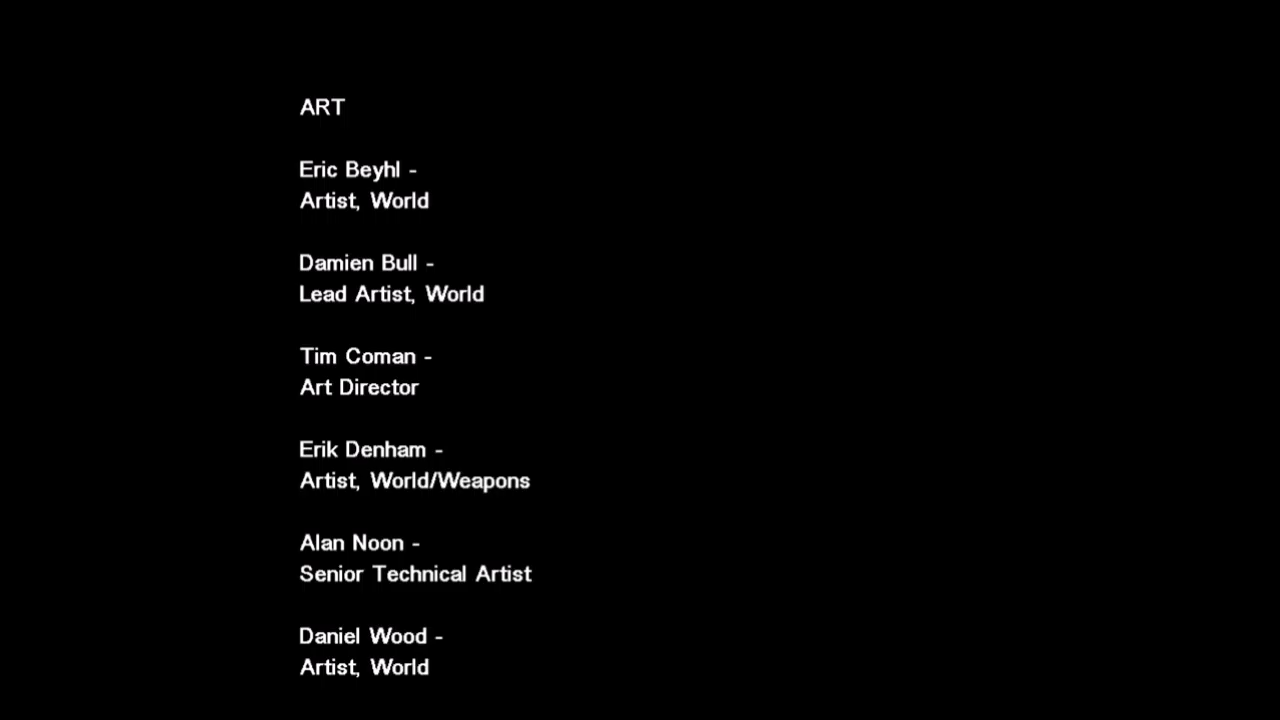 ART
Eric Beyhl -
Artist, World
Damien Bull -
Lead Artist, World
Tim Coman -
Art Director
Erik Denham -
Artist, World/Weapons
Alan Noon -
Senior Technical Artist
Daniel Wood -
Artist, World